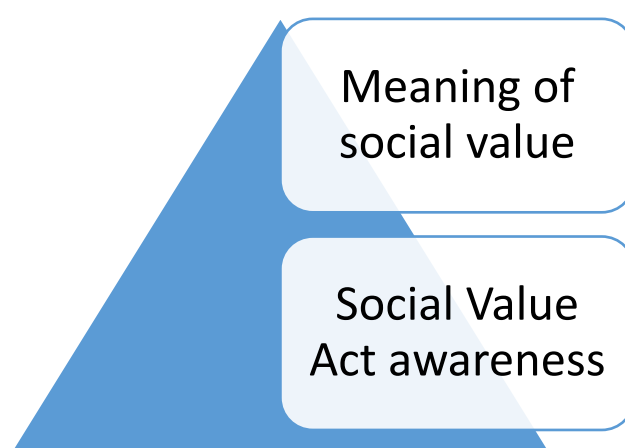 Meaning of
social value
Social Value
Act awareness